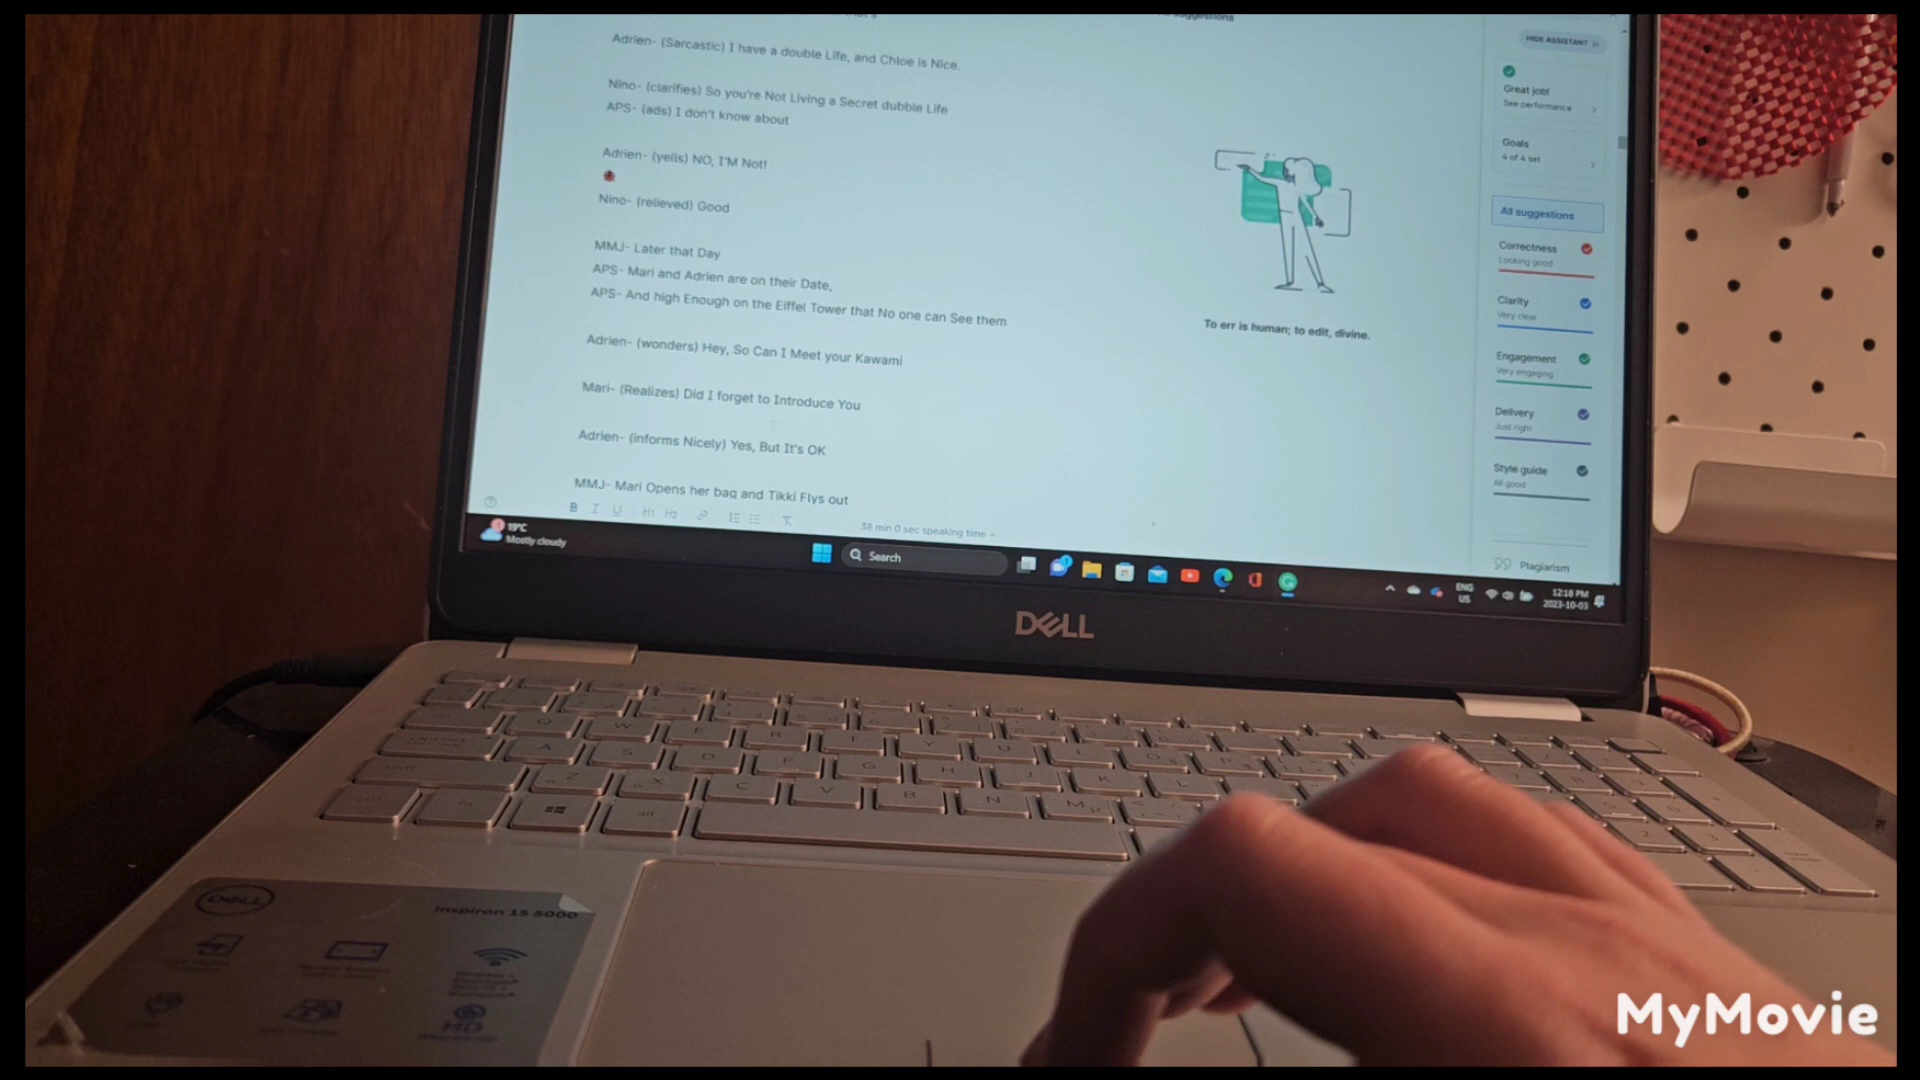 suggestions
HIDE ASSISTANT
Adrien- (Sarcastic) I have a double Life, and Chloe is Nice.
Nino- (clarifies) So you're Not Living a Secret dubble Life
APS- (ads) I don't know about
Adrien- (yells) NO, I'M Not!
Nino- (relieved) Good
MMJ- Later that Day
APS- Mari and Adrien are on their Date,
APS- And high Enough on the Eiffel Tower that No one can See them
Adrien- (wonders) Hey, So Can I Meet your Kawami
Mari- (Realizes) Did I forget to Introduce You
Adrien- (informs Nicely) Yes, But It's OK
MMJ- Mari Opens her bag and Tikki Flys out
B I U H1 H2
38 min 0 sec speaking time
To err is human; to edit, divine.
Great job!
See performance
Goals
4 of 4 set
All suggestions
Correctness
Looking good
Clarity
Very clear
Engagement
Very engaging
Delivery
Just right
Style guide
All good
Plagiarism
19°C
Mostly cloudy
Search
ENG
US
12:18 PM
2023-10-03
DELL
Q W E R T Y U I O P
A S D F G H J K L
Z X C V B N M
alt
DELL
Inspiron 15 5000
HD
MyMovie